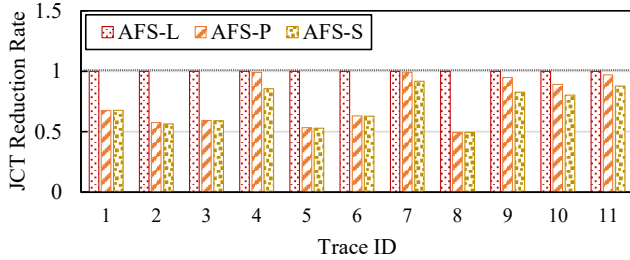 JCT Reduction Rate
1.5
1
0.5
0
AFS-L AFS-P AFS-S
1 2 3 4 5 6 7 8 9 10 11
Trace ID